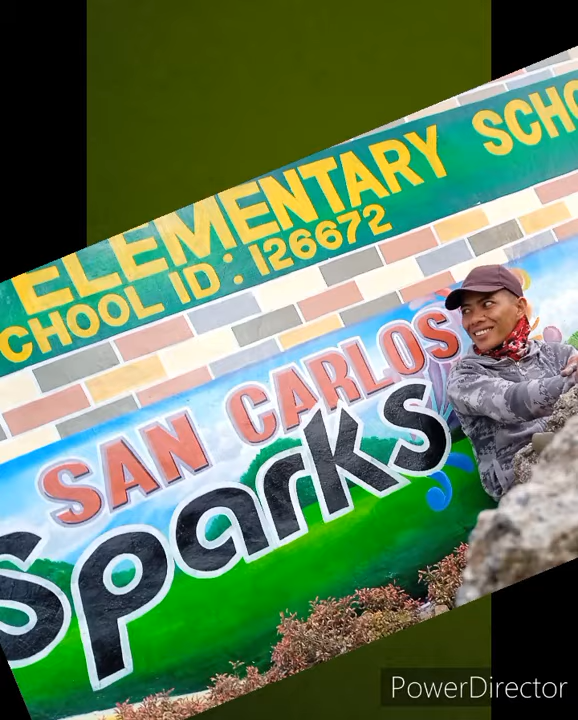 ELEMENTARY SCHO
CHOOL ID: 126672
SAN CARLOS
Sparks
PowerDirector